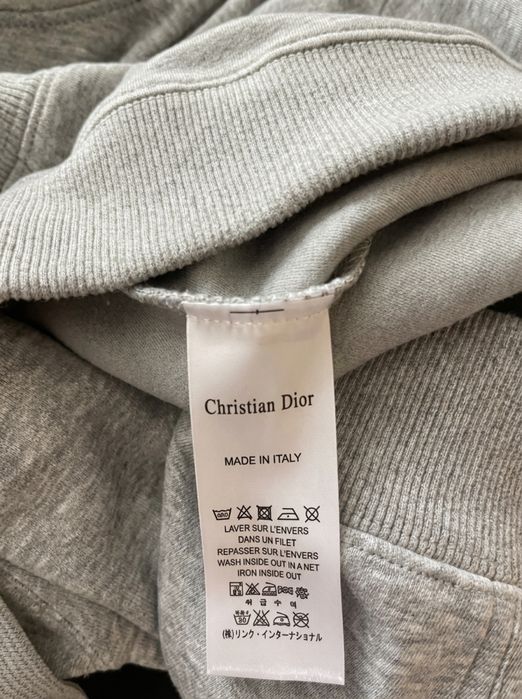 Christian Dior
MADE IN ITALY
LAVER SUR L'ENVERS
DANS UN FILET
REPASSER SUR L'ENVERS
WASH INSIDE OUT IN A NET
IRON INSIDE OUT
(株)リンク・インターナショナル